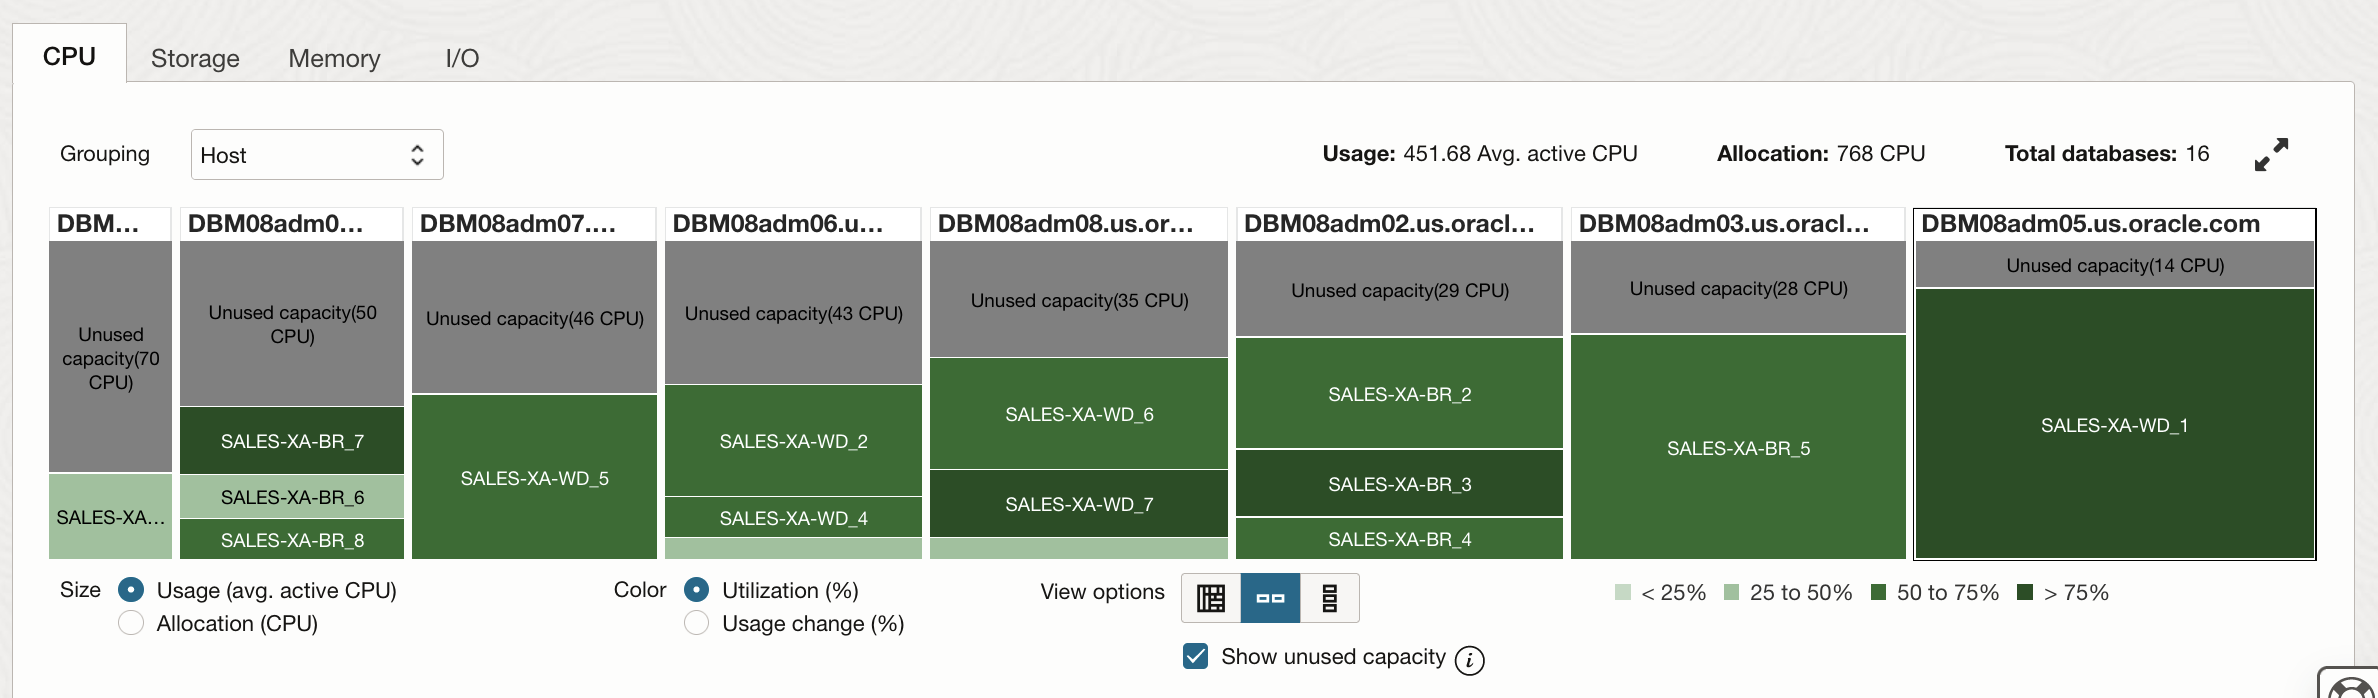 CPU
Storage
Memory
I/O
Grouping
Host
Usage: 451.68 Avg. active CPU
Allocation: 768 CPU
Total databases: 16
DBM...
Unused
capacity(70
CPU)
SALES-XA...
DBM08adm0...
Unused capacity(50
CPU)
SALES-XA-BR_7
SALES-XA-BR_6
SALES-XA-BR_8
DBM08adm07....
Unused capacity(46 CPU)
SALES-XA-WD_5
DBM08adm06.u...
Unused capacity(43 CPU)
SALES-XA-WD_2
SALES-XA-WD_4
DBM08adm08.us.or...
Unused capacity(35 CPU)
SALES-XA-WD_6
SALES-XA-WD_7
DBM08adm02.us.oracl...
Unused capacity(29 CPU)
SALES-XA-BR_2
SALES-XA-BR_3
SALES-XA-BR_4
DBM08adm03.us.oracl...
Unused capacity(28 CPU)
SALES-XA-BR_5
DBM08adm05.us.oracle.com
Unused capacity(14 CPU)
SALES-XA-WD_1
Size
Usage (avg. active CPU)
Allocation (CPU)
Color
Utilization (%)
Usage change (%)
View options
Show unused capacity
i
< 25%
25 to 50%
50 to 75%
> 75%